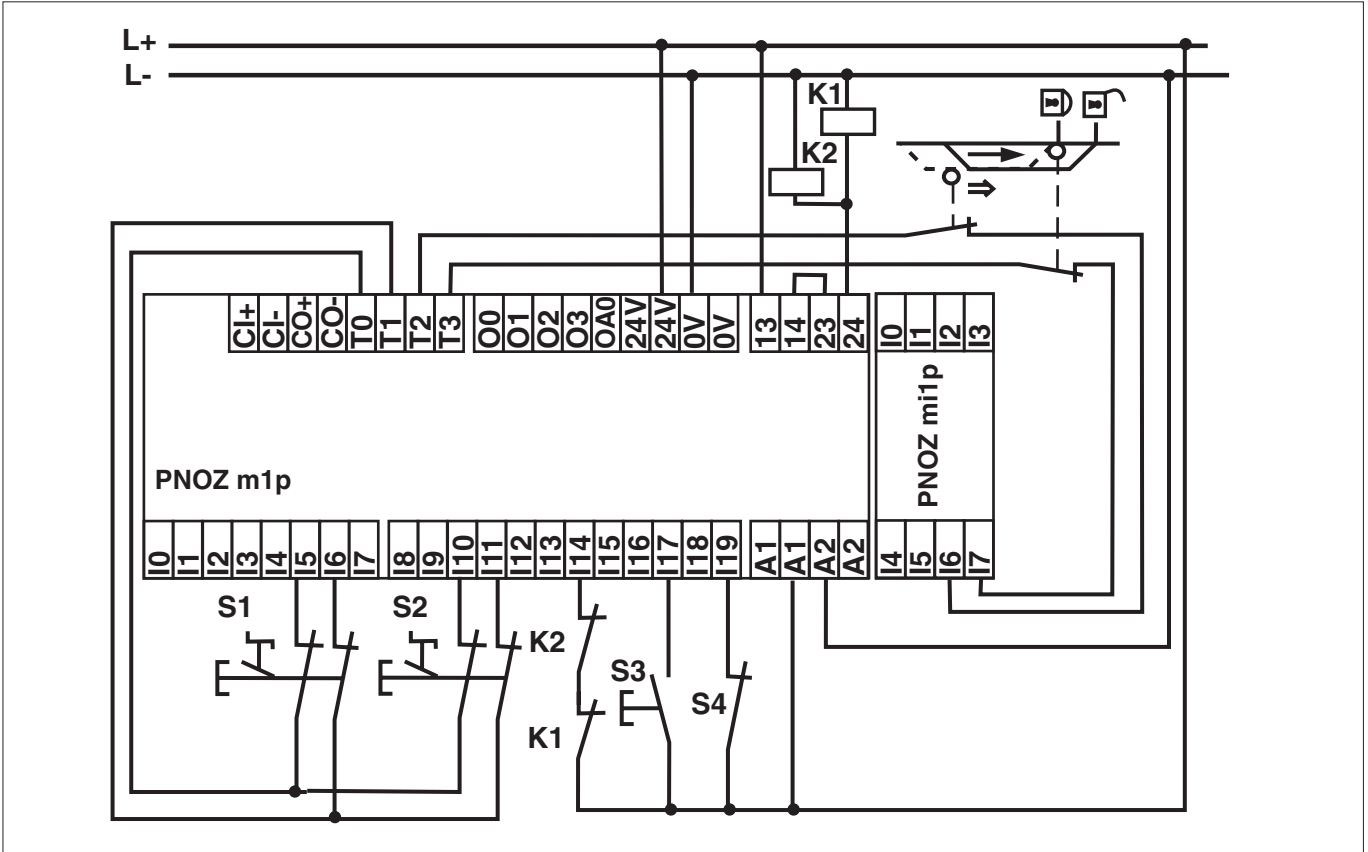 L+
L-
K1
K2
CI+ CI- CO+ CO- T0 T1 T2 T3 O0 O1 O2 O3 OA0 24V 24V 0V 0V 13 14 23 24 I0 I1 I2 I3
PNOZ m1p
PNOZ mi1p
I0 I1 I2 I3 I4 I5 I6 I7 I8 I9 I10 I11 I12 I13 I14 I15 I16 I17 I18 I19 A1 A1 A2 A2 I4 I5 I6 I7
S1 S2
K2
S3
S4
K1